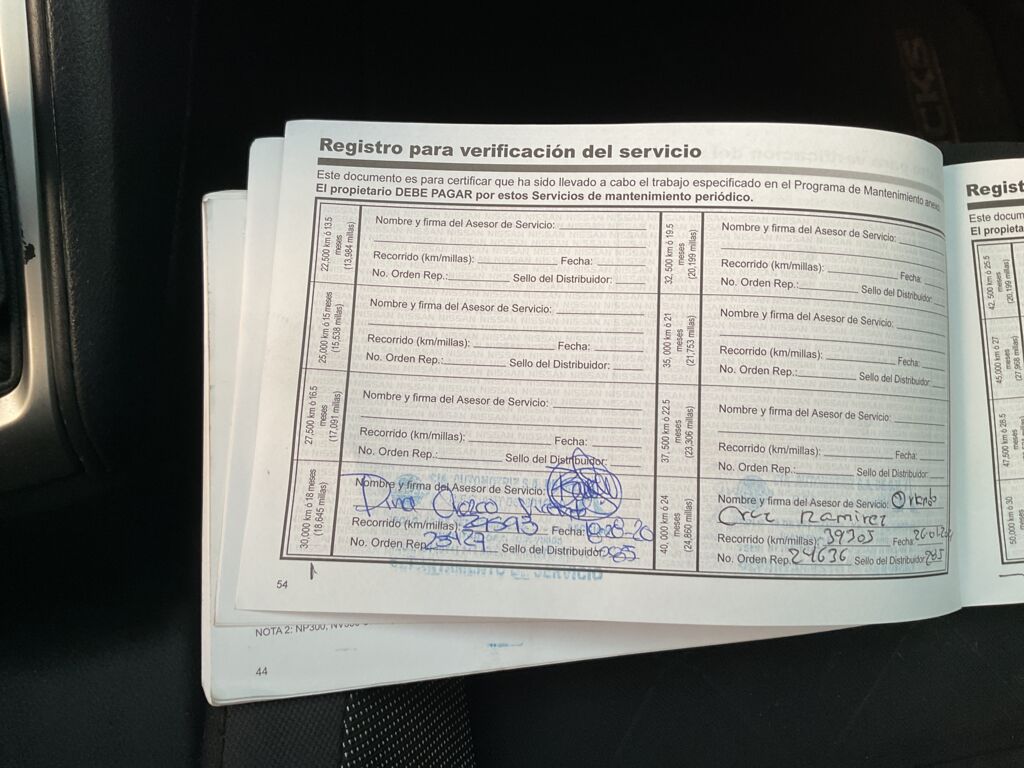 CKS
Registro para verificación del servicio
Este documento es para certificar que ha sido llevado a cabo el trabajo especificado en el Programa de Mantenimiento anexo.
El propietario DEBE PAGAR por estos Servicios de mantenimiento periódico.
22,500 km ó 13.5 meses (13,984 millas)
Nombre y firma del Asesor de Servicio:
Recorrido (km/millas): Fecha:
No. Orden Rep.: Sello del Distribuidor:
25,000 km ó 15 meses (15,538 millas)
Nombre y firma del Asesor de Servicio:
Recorrido (km/millas): Fecha:
No. Orden Rep.: Sello del Distribuidor:
27,500 km ó 16.5 meses (17,091 millas)
Nombre y firma del Asesor de Servicio:
Recorrido (km/millas): Fecha:
No. Orden Rep.: Sello del Distribuidor:
30,000 km ó 18 meses (18,645 millas)
Nombre y firma del Asesor de Servicio:
Recorrido (km/millas): Fecha:
No. Orden Rep. 23427 Sello del Distribuidor
32,500 km ó 19.5 meses (20,199 millas)
Nombre y firma del Asesor de Servicio:
Recorrido (km/millas): Fecha:
No. Orden Rep.: Sello del Distribuidor:
35,000 km ó 21 meses (21,753 millas)
Nombre y firma del Asesor de Servicio:
Recorrido (km/millas): Fecha:
No. Orden Rep.: Sello del Distribuidor:
37,500 km ó 22.5 meses (23,306 millas)
Nombre y firma del Asesor de Servicio:
Recorrido (km/millas): Fecha:
No. Orden Rep.: Sello del Distribuidor:
40,000 km ó 24 meses (24,860 millas)
Nombre y firma del Asesor de Servicio: Orlando
Cruz Ramirez
Recorrido (km/millas): 39305 Fecha:
No. Orden Rep. 24636 Sello del Distribuidor: 285
54
NOTA 2: NP300,
44
Regist
Este docum
El propieta
42,500 km ó 25.5 meses
45,000 km ó 27 meses (27,968 millas)
47,500 km ó 28.5 meses
50,000 km ó 30